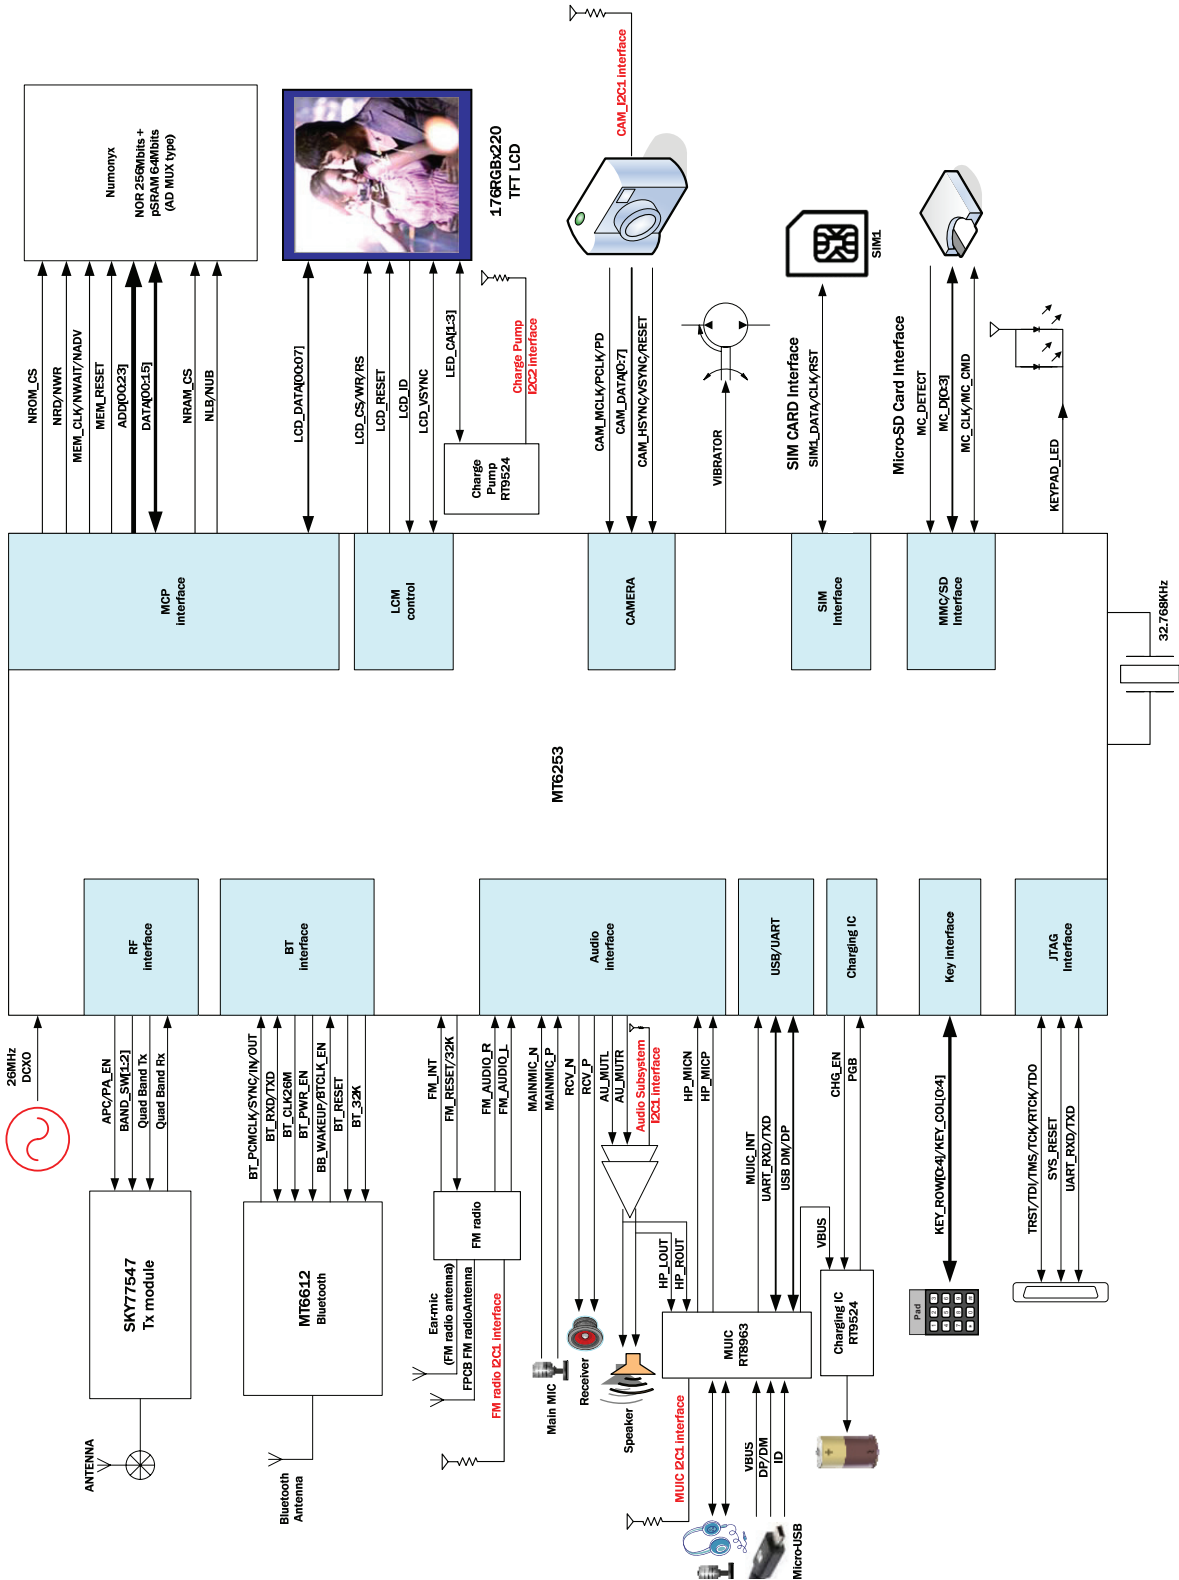 26MHz
DCXO
ANTENNA
SKY77547
Tx module
APC/PA_EN
BAND_SW[1:2]
Quad Band Tx
Quad Band Rx
RF
interface
Bluetooth
Antenna
MT6612
Bluetooth
BT_PCMCLK/SYNC/IN/OUT
BT_RXD/TXD
BT_CLK26M
BT_PWR_EN
BB_WAKEUP/BTCLK_EN
BT_RESET
BT_32K
BT
interface
Ear-mic
(FM radio antenna)
FPCB FM radioAntenna
FM radio I2C1 interface
FM radio
FM_INT
FM_RESET/32K
FM_AUDIO_R
FM_AUDIO_L
Main MIC
MAINMIC_N
MAINMIC_P
Receiver
RCV_N
RCV_P
Speaker
AU_MUTL
AU_MUTR
Audio Subsystem
I2C1 interface
HP_LOUT
HP_ROUT
HP_MICN
HP_MICP
Audio
interface
MUIC I2C1 interface
MUIC
RT8963
VBUS
DP/DM
ID
Micro-USB
MUIC_INT
UART_RXD/TXD
USB DM/DP
USB/UART
VBUS
Charging IC
RT9524
CHG_EN
PGB
Charging IC
Pad
1
2
3
4
5
6
7
8
9
*
0
#
KEY_ROW[0:4]/KEY_COL[0:4]
Key interface
TRST/TDI/TMS/TCK/RTCK/TDO
SYS_RESET
UART_RXD/TXD
JTAG
Interface
MT6253
32.768KHz
MCP
interface
NROM_CS
NRD/NWR
MEM_CLK/NWAIT/NADV
MEM_RESET
ADD[00:23]
DATA[00:15]
NRAM_CS
NLB/NUB
Numonyx
NOR 256Mbits +
pSRAM 64Mbits
(AD MUX type)
LCM
control
LCD_DATA[00:07]
LCD_CS/WR/RS
LCD_RESET
LCD_ID
LCD_VSYNC
LED_CA[1:3]
Charge
Pump
RT9524
Charge Pump
I2C2 interface
176RGBx220
TFT LCD
CAMERA
CAM_MCLK/PCLK/PD
CAM_DATA[0:7]
CAM_HSYNC/VSYNC/RESET
CAM_I2C1 interface
VIBRATOR
SIM
Interface
SIM CARD Interface
SIM1_DATA/CLK/RST
SIM1
MMC/SD
Interface
Micro-SD Card Interface
MC_DETECT
MC_D[0:3]
MC_CLK/MC_CMD
KEYPAD_LED